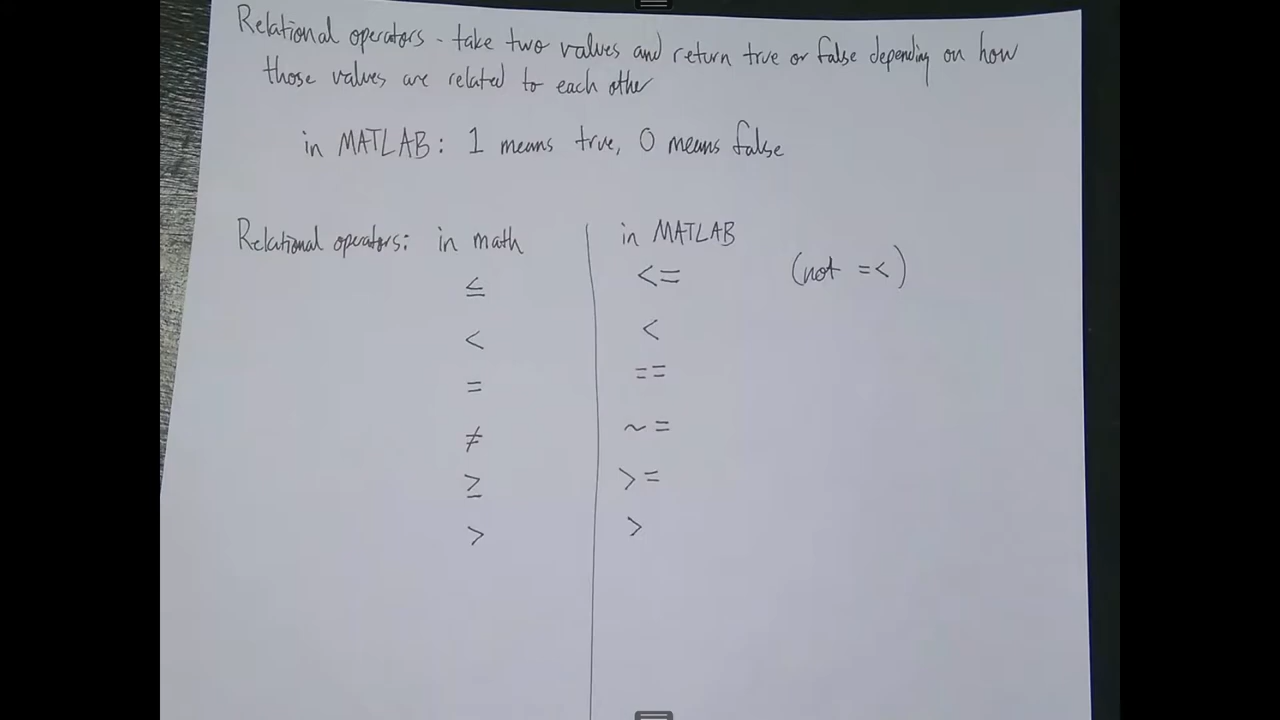 Relational operators - take two values and return true or false depending on how
those values are related to each other
in MATLAB: 1 means true, 0 means false
Relational operators: in math in MATLAB
≤ <= (not =<)
< <
= ==
≠ ~=
≥ >=
> >